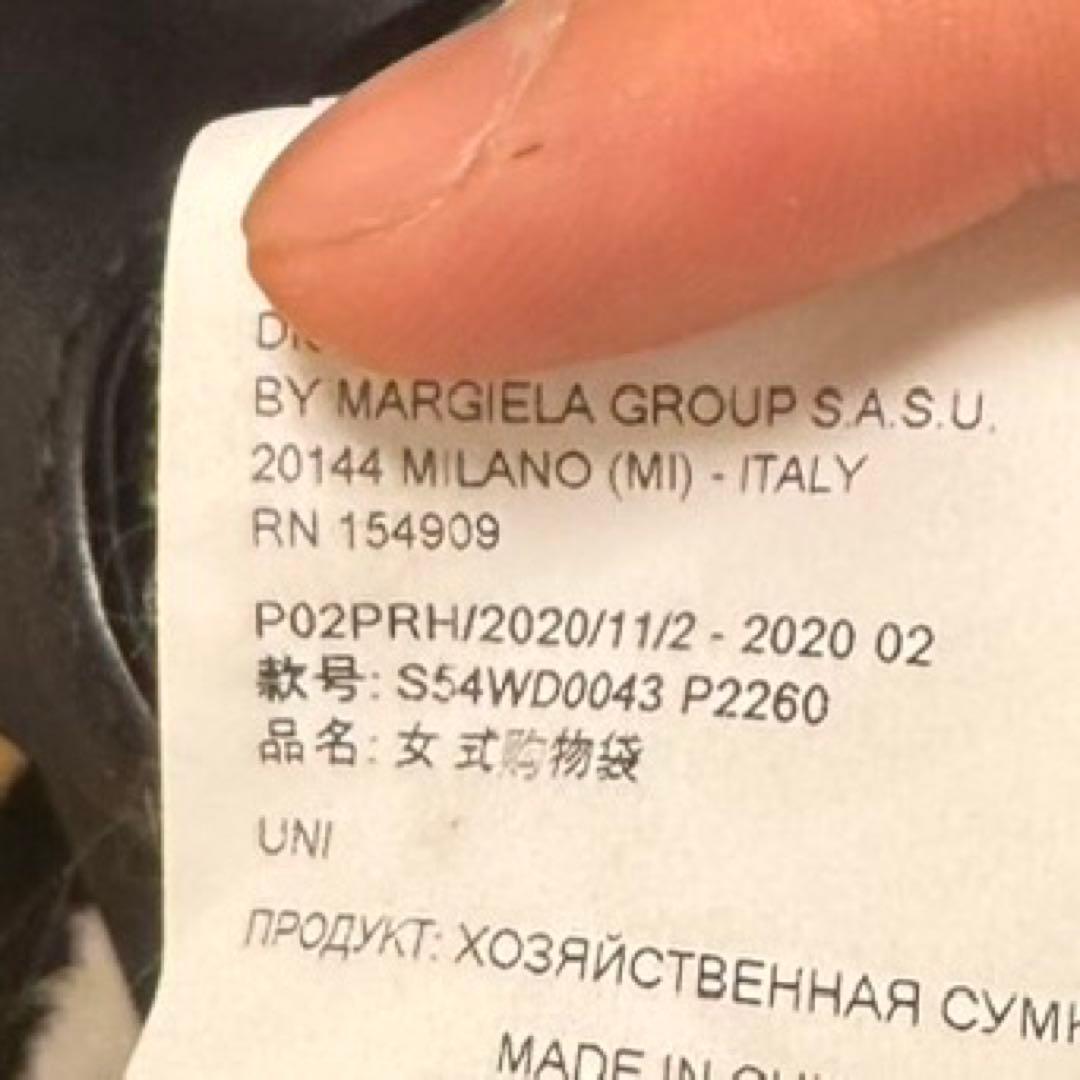 BY MARGIELA GROUP S.A.S.U.
20144 MILANO (MI) - ITALY
RN 154909
P02PRH/2020/11/2 - 2020 02
款号: S54WD0043 P2260
品名: 女式购物袋
UNI
ПРОДУКТ: ХОЗЯЙСТВЕННАЯ
MADE IN